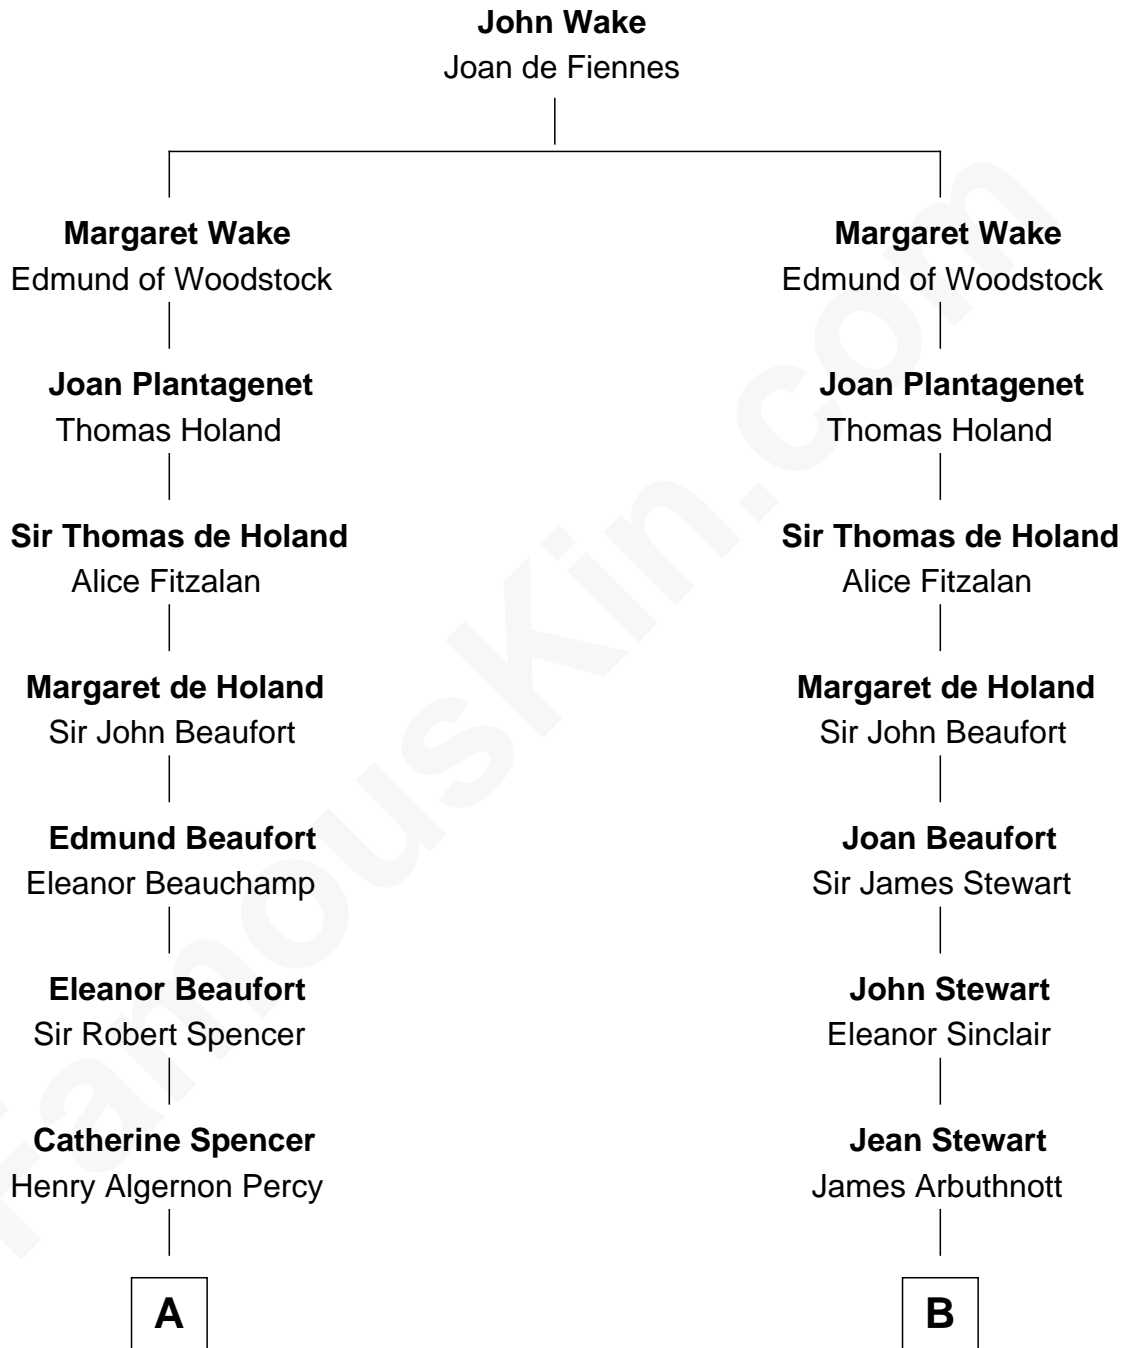 John Wake
Joan de Fiennes
Margaret Wake
Edmund of Woodstock
Joan Plantagenet
Thomas Holand
Sir Thomas de Holand
Alice Fitzalan
Margaret de Holand
Sir John Beaufort
Edmund Beaufort
Eleanor Beauchamp
Eleanor Beaufort
Sir Robert Spencer
Catherine Spencer
Henry Algernon Percy
A
Margaret Wake
Edmund of Woodstock
Joan Plantagenet
Thomas Holand
Sir Thomas de Holand
Alice Fitzalan
Margaret de Holand
Sir John Beaufort
Joan Beaufort
Sir James Stewart
John Stewart
Eleanor Sinclair
Jean Stewart
James Arbuthnott
B
FamousKin.com